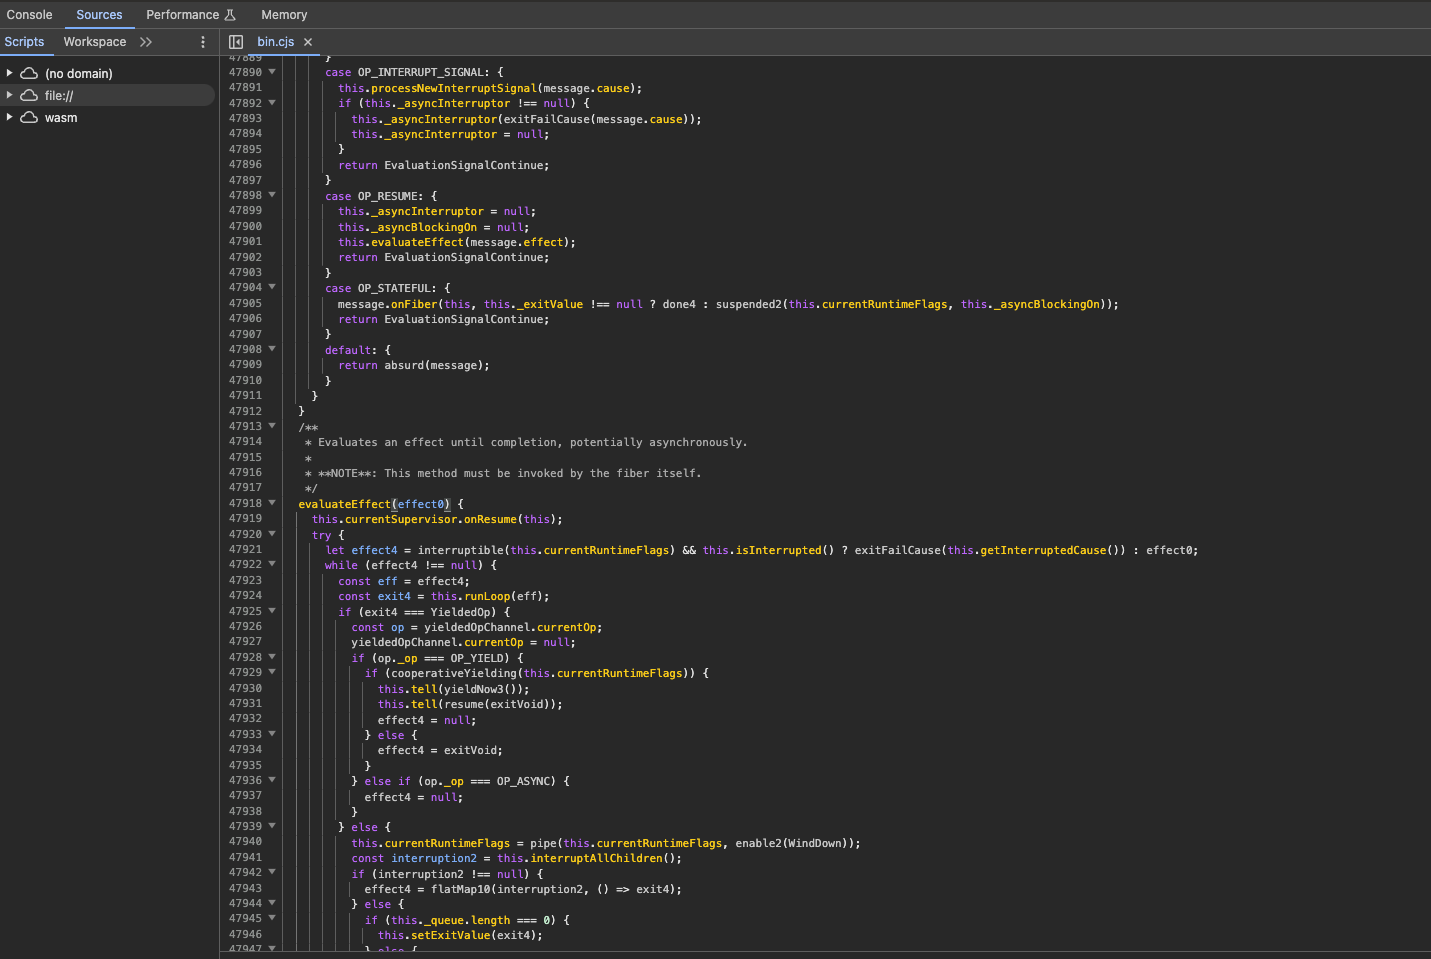 Console Sources Performance Memory
Scripts Workspace bin.cjs
(no domain)
file://
wasm
47889 }
47890 case OP_INTERRUPT_SIGNAL: {
47891 this.processNewInterruptSignal(message.cause);
47892 if (this._asyncInterruptor !== null) {
47893 this._asyncInterruptor(exitFailCause(message.cause));
47894 this._asyncInterruptor = null;
47895 }
47896 return EvaluationSignalContinue;
47897 }
47898 case OP_RESUME: {
47899 this._asyncInterruptor = null;
47900 this._asyncBlockingOn = null;
47901 this.evaluateEffect(message.effect);
47902 return EvaluationSignalContinue;
47903 }
47904 case OP_STATEFUL: {
47905 message.onFiber(this, this._exitValue !== null ? done4 : suspended2(this.currentRuntimeFlags, this._asyncBlockingOn));
47906 return EvaluationSignalContinue;
47907 }
47908 default: {
47909 return absurd(message);
47910 }
47911 }
47912 }
47913 /**
47914 * Evaluates an effect until completion, potentially asynchronously.
47915 *
47916 * **NOTE**: This method must be invoked by the fiber itself.
47917 */
47918 evaluateEffect(effect0) {
47919 this.currentSupervisor.onResume(this);
47920 try {
47921 let effect4 = interruptible(this.currentRuntimeFlags) && this.isInterrupted() ? exitFailCause(this.getInterruptedCause()) : effect0;
47922 while (effect4 !== null) {
47923 const eff = effect4;
47924 const exit4 = this.runLoop(eff);
47925 if (exit4 === YieldedOp) {
47926 const op = yieldedOpChannel.currentOp;
47927 yieldedOpChannel.currentOp = null;
47928 if (op._op === OP_YIELD) {
47929 if (cooperativeYielding(this.currentRuntimeFlags)) {
47930 this.tell(yieldNow3());
47931 this.tell(resume(exitVoid));
47932 effect4 = null;
47933 } else {
47934 effect4 = exitVoid;
47935 }
47936 } else if (op._op === OP_ASYNC) {
47937 effect4 = null;
47938 }
47939 } else {
47940 this.currentRuntimeFlags = pipe(this.currentRuntimeFlags, enable2(WindDown));
47941 const interruption2 = this.interruptAllChildren();
47942 if (interruption2 !== null) {
47943 effect4 = flatMap10(interruption2, () => exit4);
47944 } else {
47945 if (this._queue.length === 0) {
47946 this.setExitValue(exit4);
47947 } else {